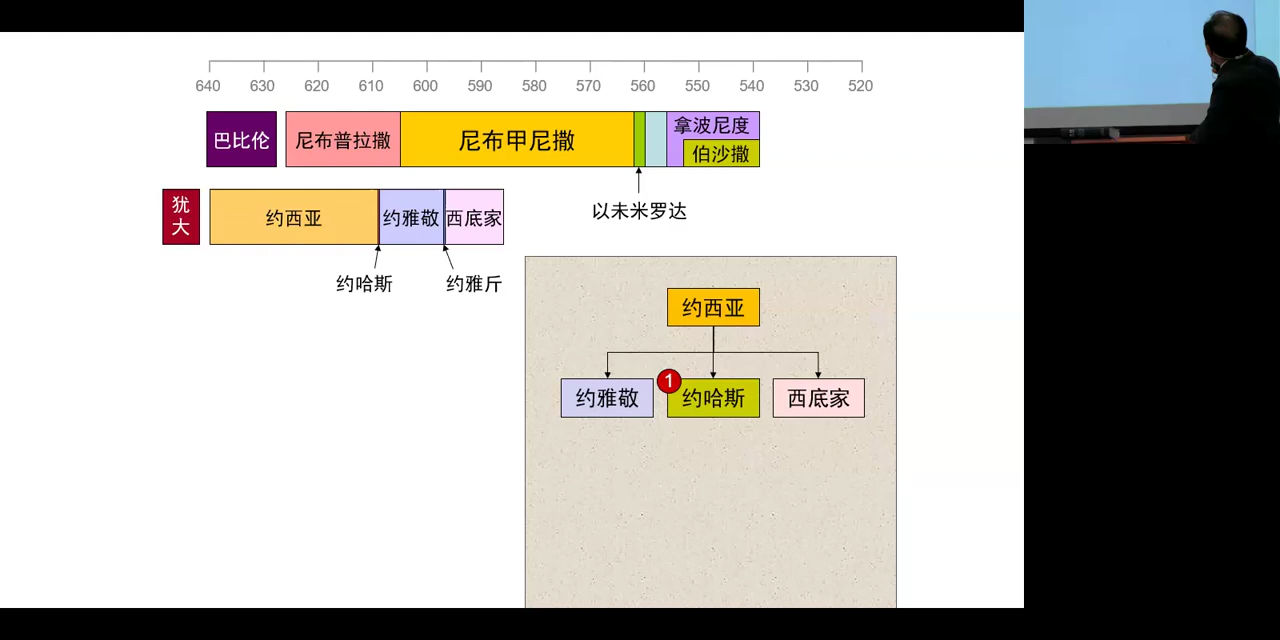 640 630 620 610 600 590 580 570 560 550 540 530 520
巴比伦 尼布普拉撒 尼布甲尼撒 拿波尼度
伯沙撒
以未米罗达
犹大 约西亚 约雅敬 西底家
约哈斯 约雅斤
约西亚
1
约雅敬 约哈斯 西底家